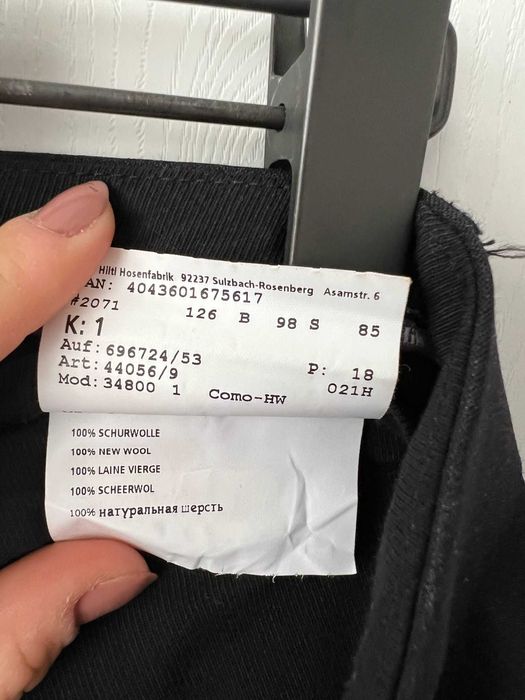 Hiltl Hosenfabrik 92237 Sulzbach-Rosenberg Asamstr. 6
AN: 4043601675617
#2071 126 B 98 S 85
K: 1
Auf: 696724/53 P: 18
Art: 44056/9 021H
Mod: 34800 1 Como-HW
100% SCHURWOLLE
100% NEW WOOL
100% LAINE VIERGE
100% SCHEERWOL
100% натуральная шерсть